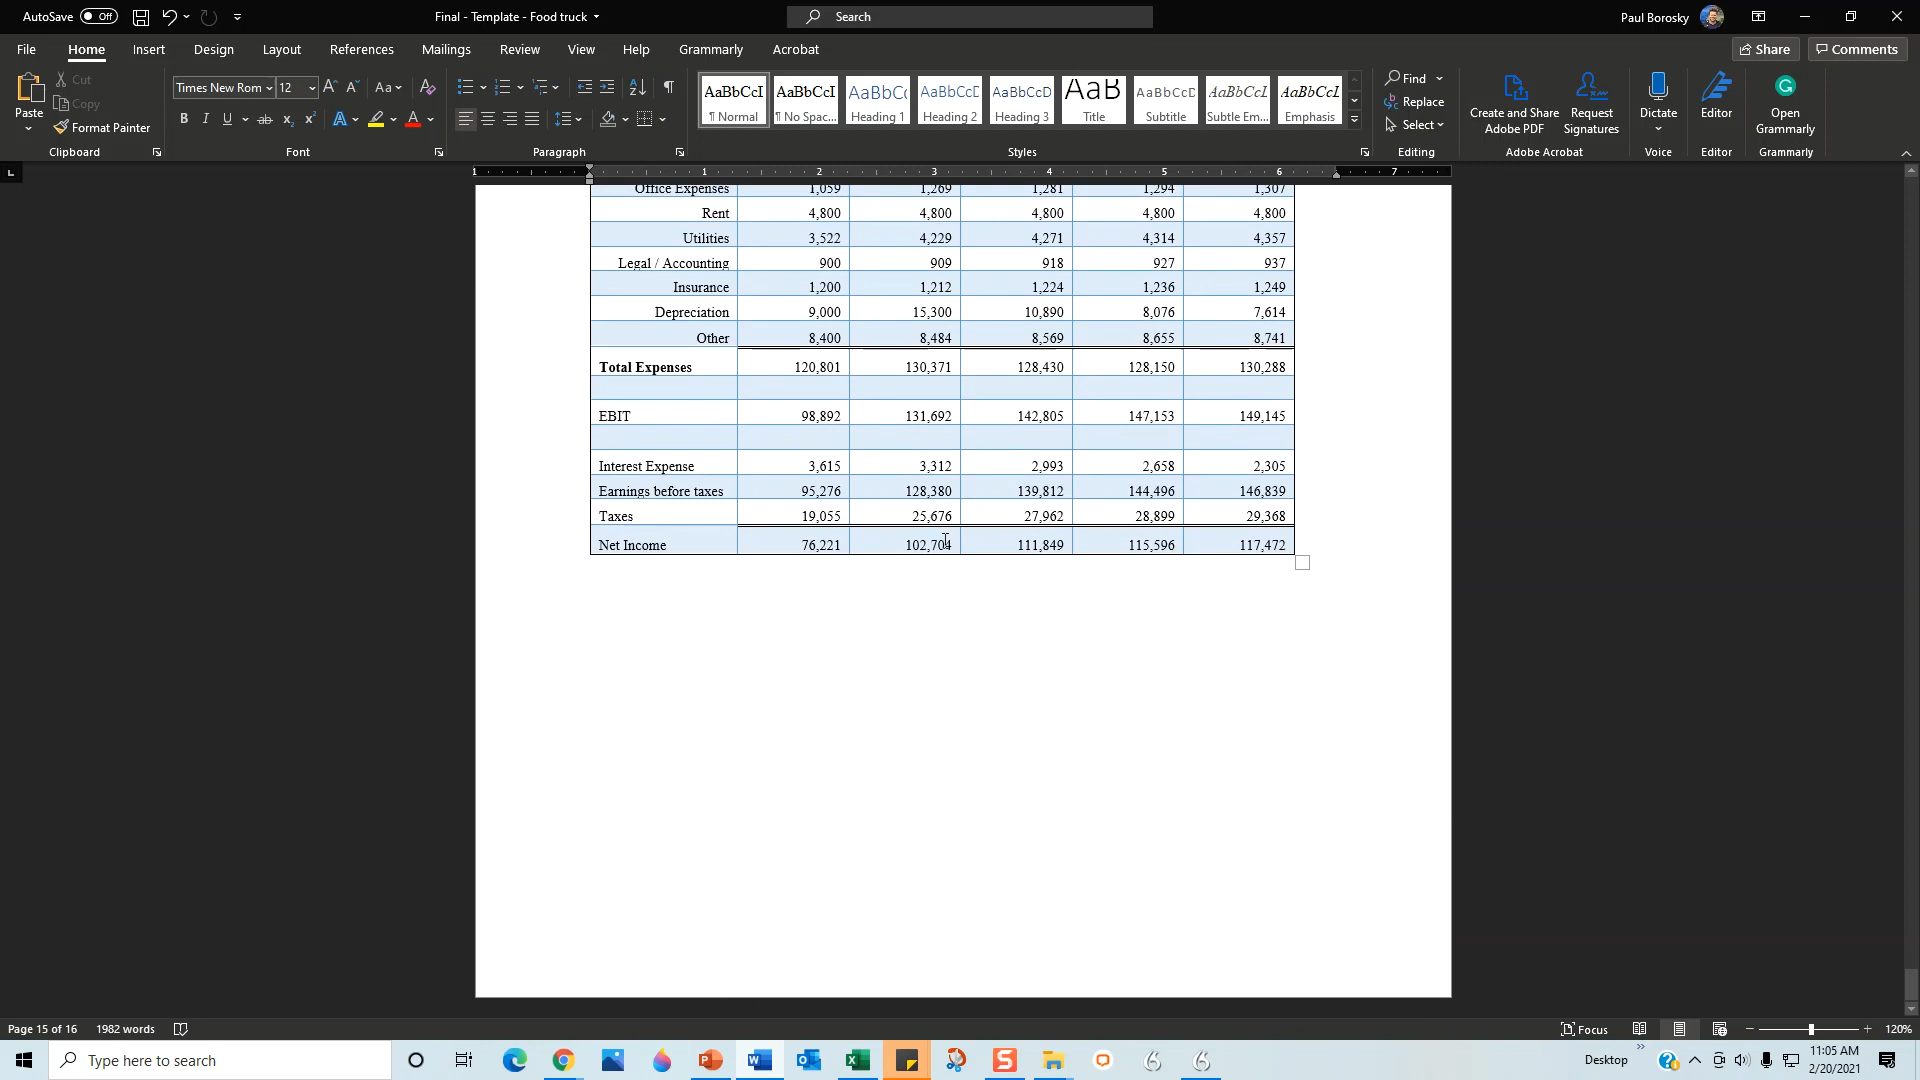 AutoSave Off Final - Template - Food truck Search Paul Borosky
File Home Insert Design Layout References Mailings Review View Help Grammarly Acrobat Share Comments
Paste Cut Copy Format Painter Clipboard
Times New Rom 12 Aa Font
Paragraph
AaBbCcI ¶ Normal
AaBbCcI ¶ No Spac...
AaBbC Heading 1
AaBbCcD Heading 2
AaBbCcD Heading 3
AaB Title
AaBbCcD Subtitle
AaBbCcI Subtle Em...
AaBbCcI Emphasis
Styles
Find Replace Select Editing
Create and Share Adobe PDF Request Signatures Adobe Acrobat
Dictate Voice
Editor Editor
Open Grammarly Grammarly
1 1 2 3 4 5 6 7
Office Expenses 1,059 1,269 1,281 1,294 1,307
Rent 4,800 4,800 4,800 4,800 4,800
Utilities 3,522 4,229 4,271 4,314 4,357
Legal / Accounting 900 909 918 927 937
Insurance 1,200 1,212 1,224 1,236 1,249
Depreciation 9,000 15,300 10,890 8,076 7,614
Other 8,400 8,484 8,569 8,655 8,741
Total Expenses 120,801 130,371 128,430 128,150 130,288
EBIT 98,892 131,692 142,805 147,153 149,145
Interest Expense 3,615 3,312 2,993 2,658 2,305
Earnings before taxes 95,276 128,380 139,812 144,496 146,839
Taxes 19,055 25,676 27,962 28,899 29,368
Net Income 76,221 102,704 111,849 115,596 117,472
Page 15 of 16 1982 words Focus 120%
Type here to search Desktop 11:05 AM
2/20/2021